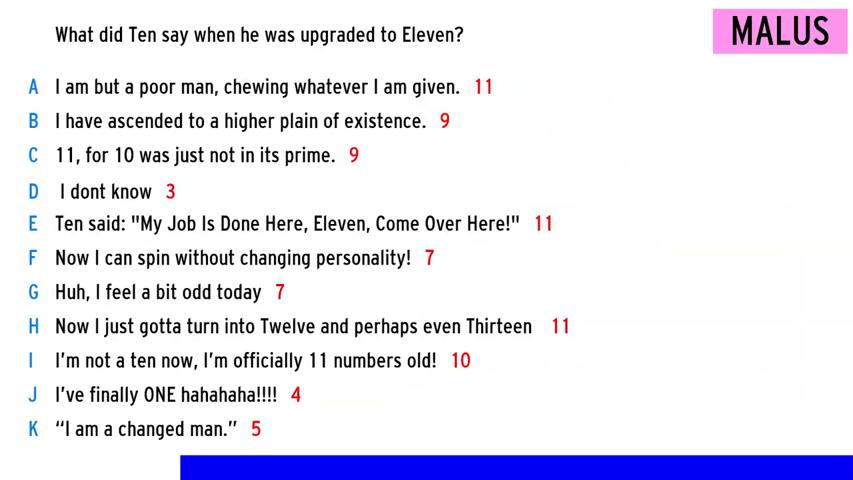 What did Ten say when he was upgraded to Eleven?
MALUS
A I am but a poor man, chewing whatever I am given. 11
B I have ascended to a higher plain of existence. 9
C 11, for 10 was just not in its prime. 9
D I dont know 3
E Ten said: "My Job Is Done Here, Eleven, Come Over Here!" 11
F Now I can spin without changing personality! 7
G Huh, I feel a bit odd today 7
H Now I just gotta turn into Twelve and perhaps even Thirteen 11
I I'm not a ten now, I'm officially 11 numbers old! 10
J I've finally ONE hahahaha!!!! 4
K “I am a changed man.” 5